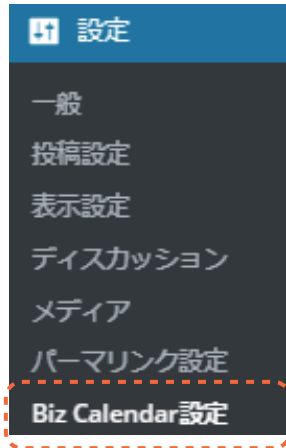 設定
一般
投稿設定
表示設定
ディスカッション
メディア
パーマリンク設定
Biz Calendar設定